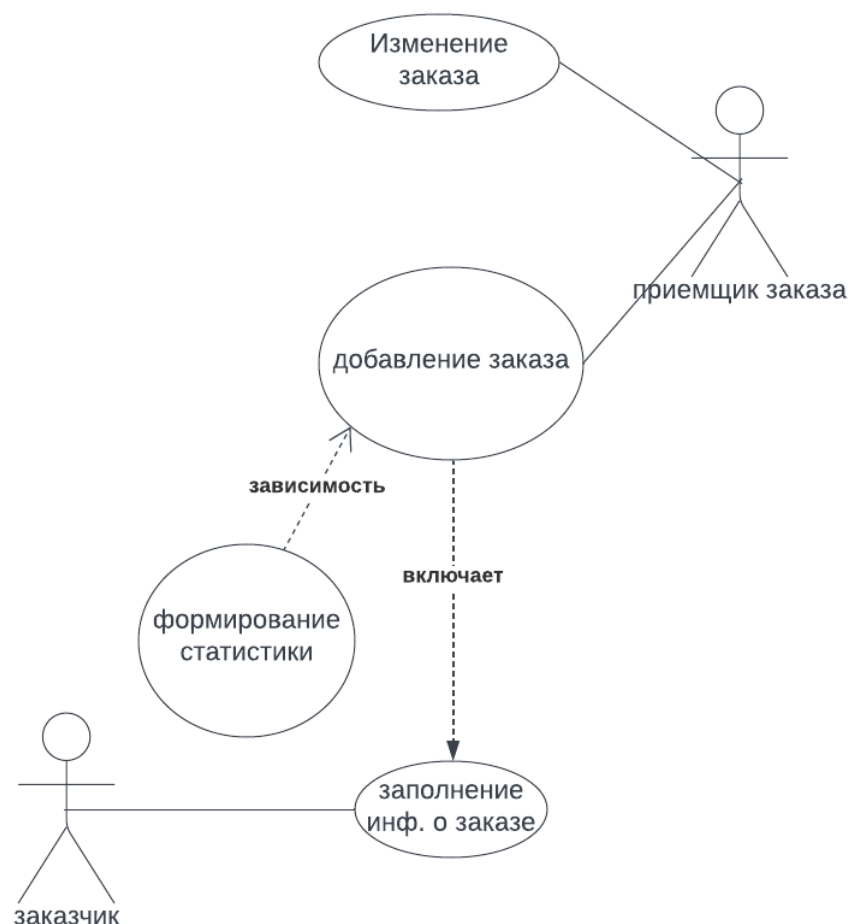 Изменение
заказа
приемщик заказа
добавление заказа
зависимость
включает
формирование
статистики
заполнение
инф. о заказе
заказчик